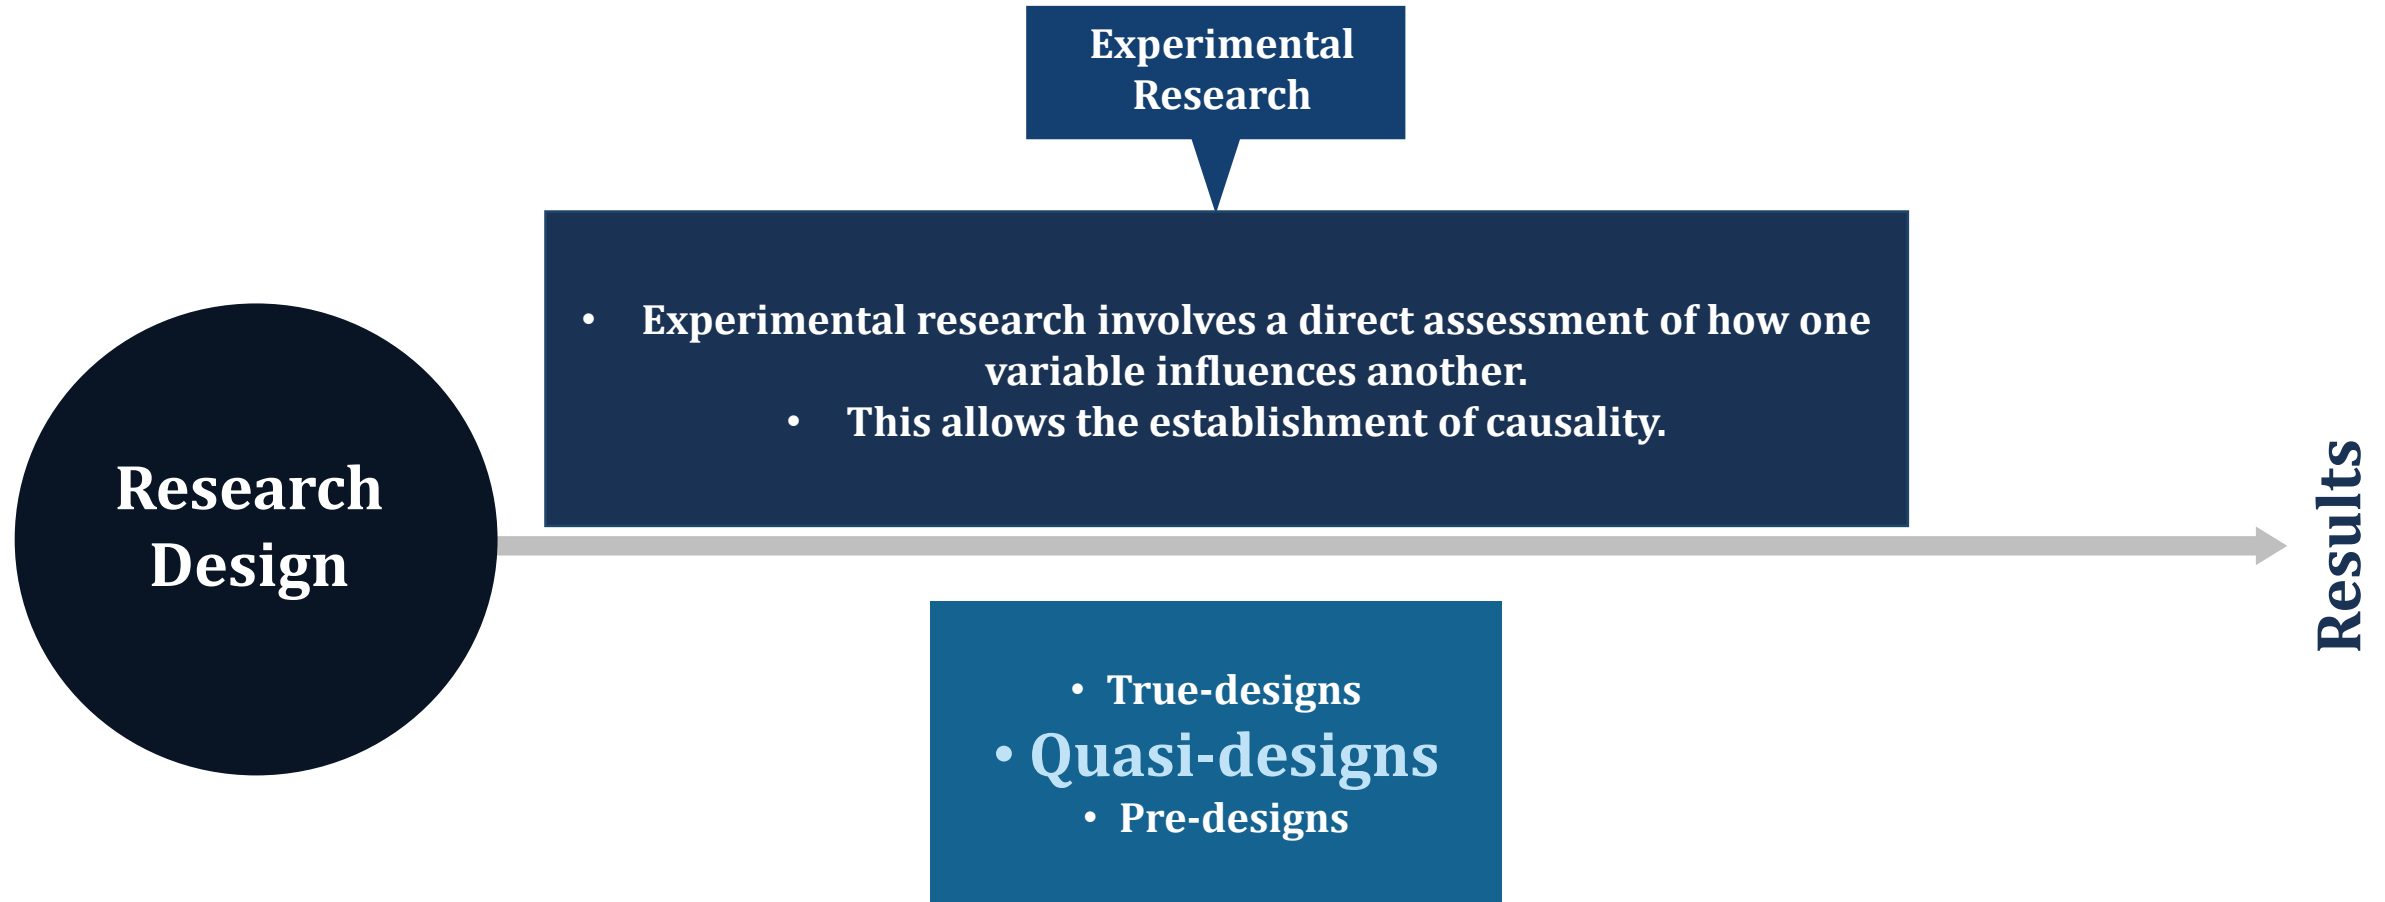 Experimental
Research
• Experimental research involves a direct assessment of how one
variable influences another.
• This allows the establishment of causality.
Research
Design
Results
• True-designs
• Quasi-designs
• Pre-designs